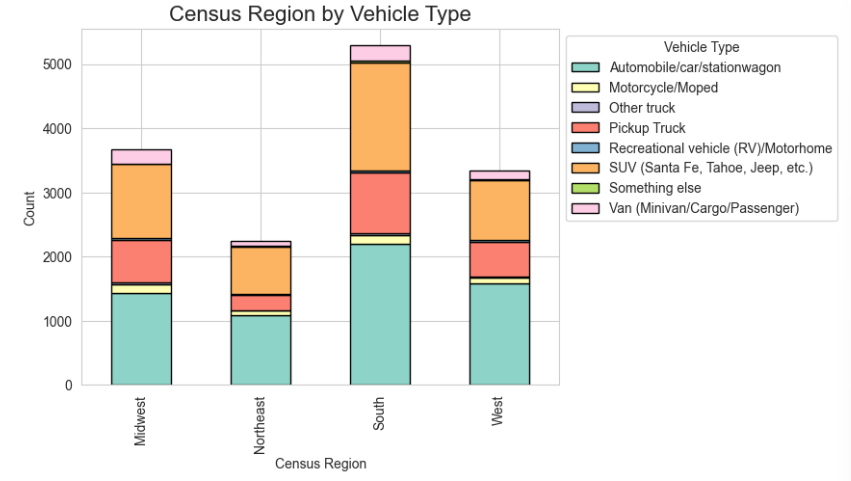 Census Region by Vehicle Type
Vehicle Type
Automobile/car/stationwagon
Motorcycle/Moped
Other truck
Pickup Truck
Recreational vehicle (RV)/Motorhome
SUV (Santa Fe, Tahoe, Jeep, etc.)
Something else
Van (Minivan/Cargo/Passenger)
Count
5000
4000
3000
2000
1000
0
Midwest
Northeast
South
West
Census Region